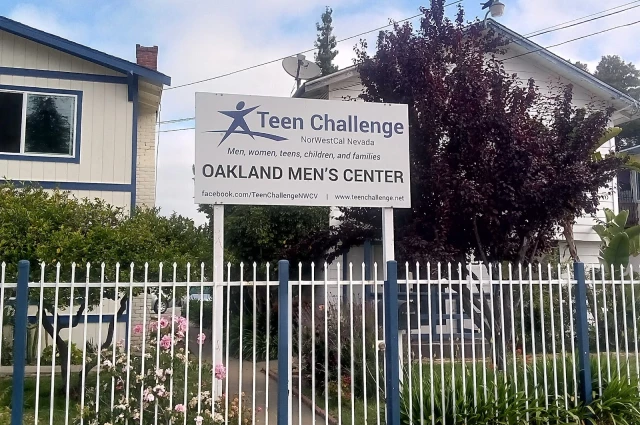 Teen Challenge
NorWestCal Nevada
Men, women, teens, children, and families
OAKLAND MEN'S CENTER
facebook.com/TeenChallengeNWCV | www.teenchallenge.net